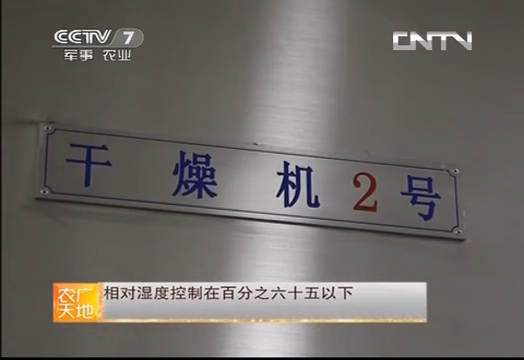 CCTV 7
军事 农业
CNTV
干燥机2号
农广天地
相对湿度控制在百分之六十五以下